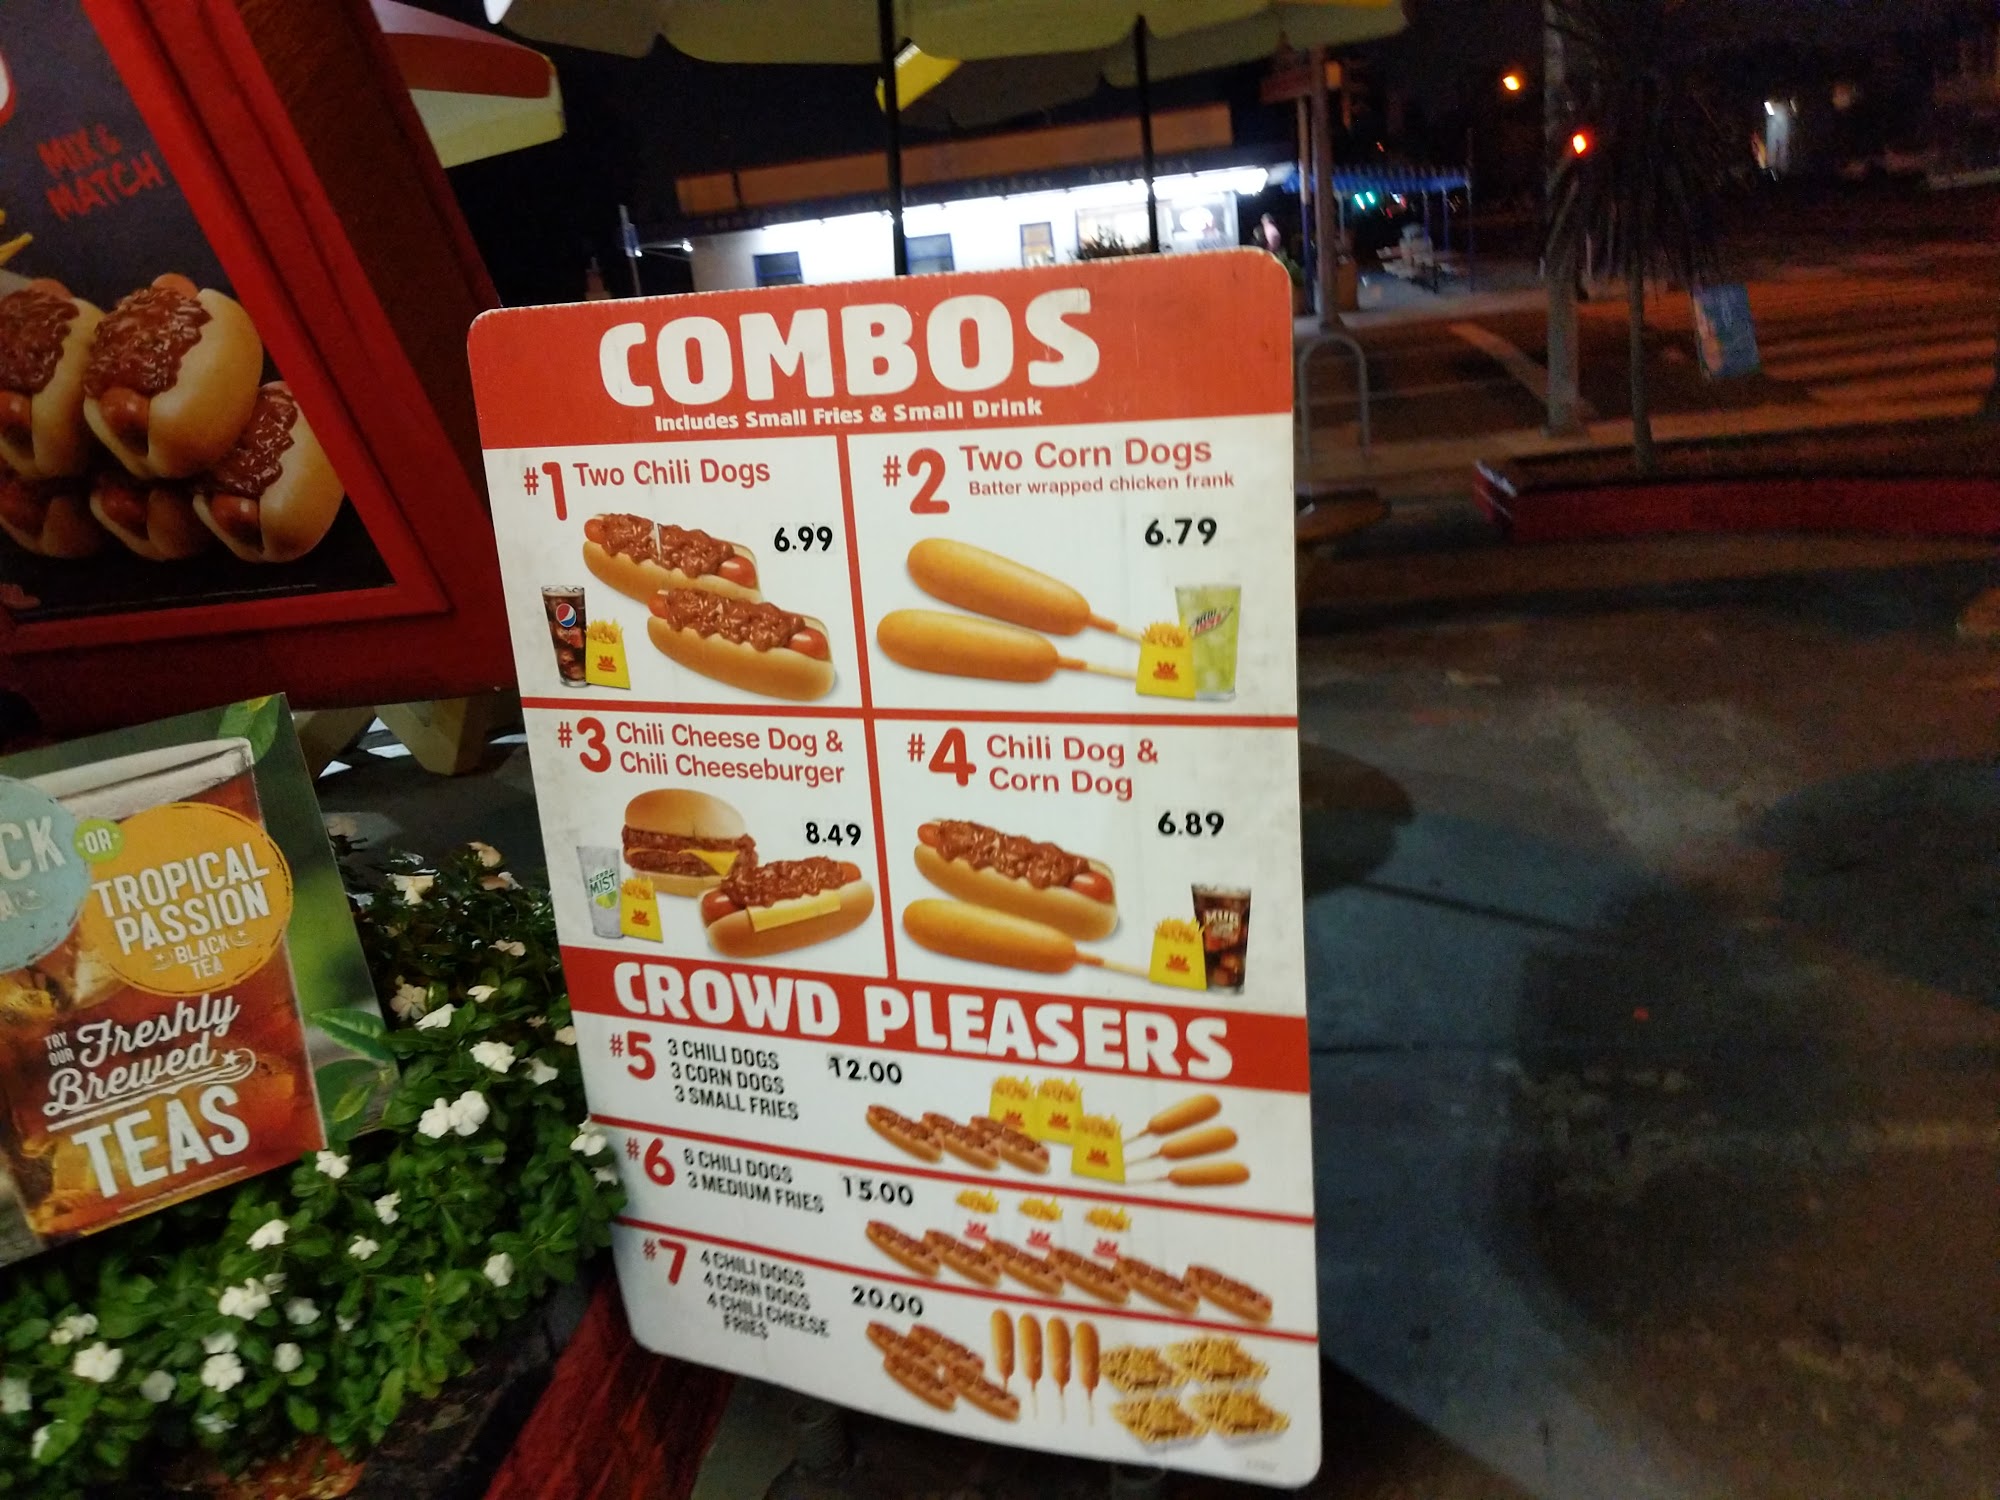 MIX &
MATCH
CK
OR
TROPICAL
PASSION
BLACK
TEA
TRY
OUR
Freshly
Brewed
TEAS
COMBOS
Includes Small Fries & Small Drink
#1 Two Chili Dogs
6.99
#2 Two Corn Dogs
Batter wrapped chicken frank
6.79
#3 Chili Cheese Dog &
Chili Cheeseburger
8.49
MIST
#4 Chili Dog &
Corn Dog
6.89
MUG
CROWD PLEASERS
#5 3 CHILI DOGS
3 CORN DOGS
3 SMALL FRIES
12.00
#6 6 CHILI DOGS
3 MEDIUM FRIES
15.00
#7 4 CHILI DOGS
4 CORN DOGS
4 CHILI CHEESE
FRIES
20.00